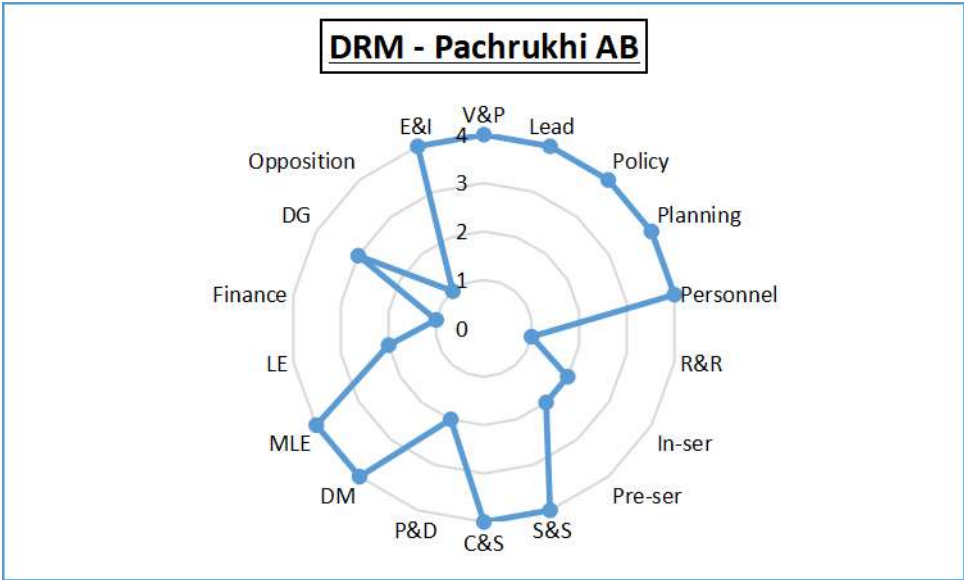 DRM - Pachrukhi AB
V&P
Lead
Policy
Planning
Personnel
R&R
In-ser
Pre-ser
S&S
C&S
P&D
DM
MLE
LE
Finance
DG
Opposition
E&I
4
3
2
1
0